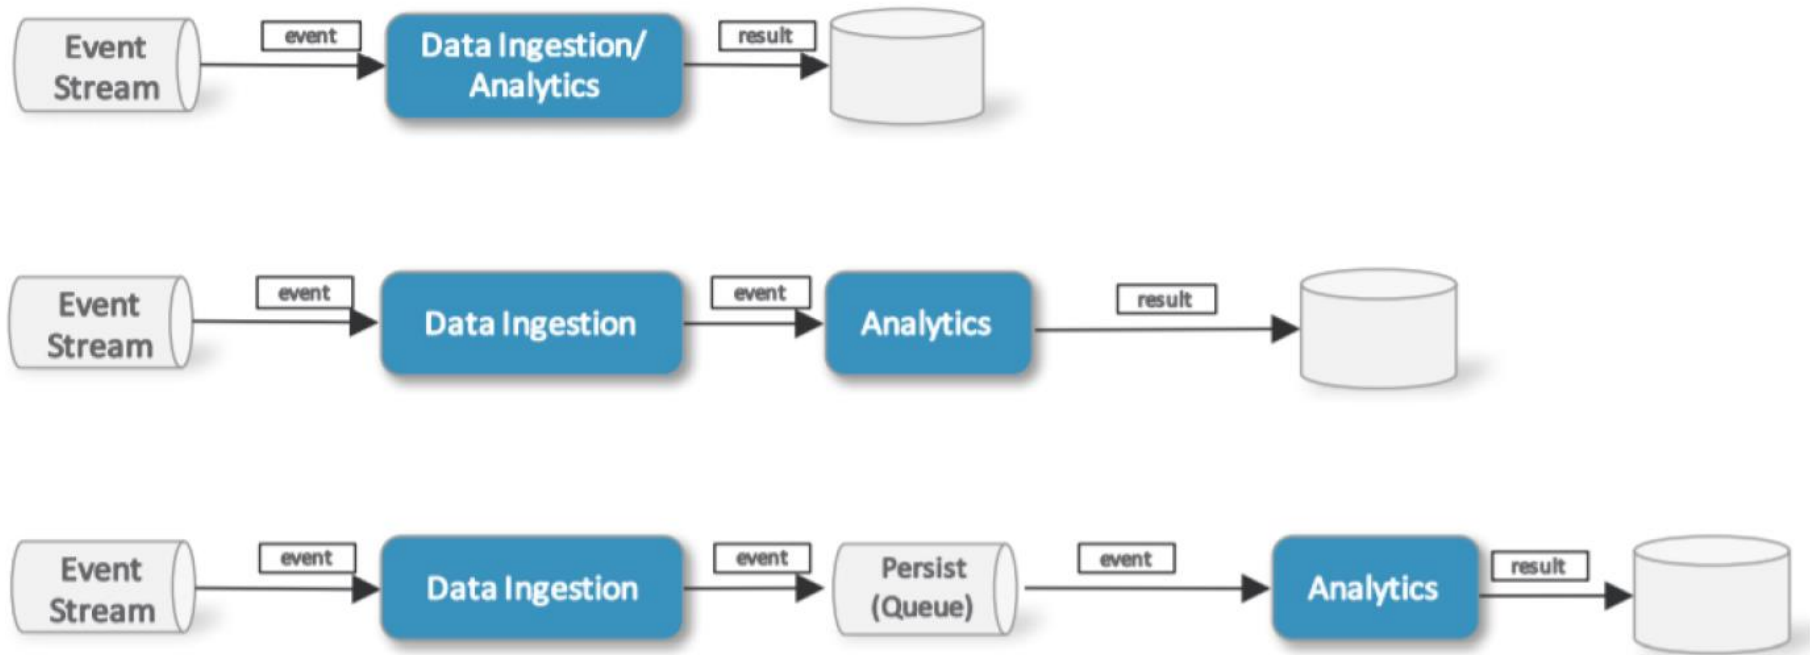 Event
Stream
event
Data Ingestion/
Analytics
result
Event
Stream
event
Data Ingestion
event
Analytics
result
Event
Stream
event
Data Ingestion
event
Persist
(Queue)
event
Analytics
result